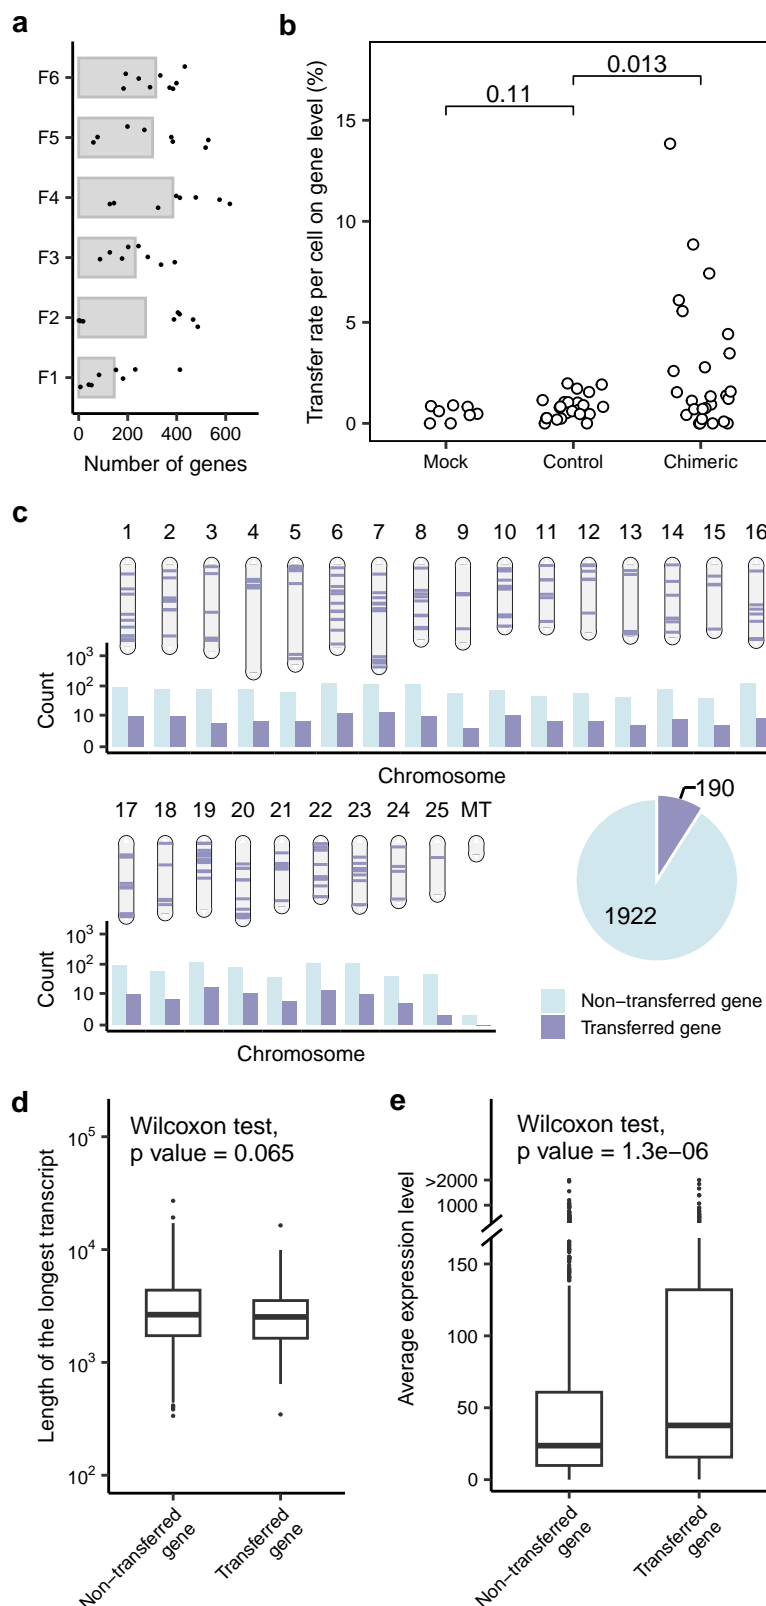 a
F6
F5
F4
F3
F2
F1
0 200 400 600
Number of genes
b
Transfer rate per cell on gene level (%)
15
10
5
0
0.11
0.013
Mock Control Chimeric
c
1 2 3 4 5 6 7 8 9 10 11 12 13 14 15 16
Count
10³
10²
10
0
Chromosome
17 18 19 20 21 22 23 24 25 MT
Count
10³
10²
10
0
Chromosome
190
1922
Non−transferred gene
Transferred gene
d
Wilcoxon test,
p value = 0.065
Length of the longest transcript
10⁵
10⁴
10³
10²
Non−transferred
gene
Transferred
gene
e
Wilcoxon test,
p value = 1.3e−06
Average expression level
>2000
1000
150
100
50
0
Non−transferred
gene
Transferred
gene